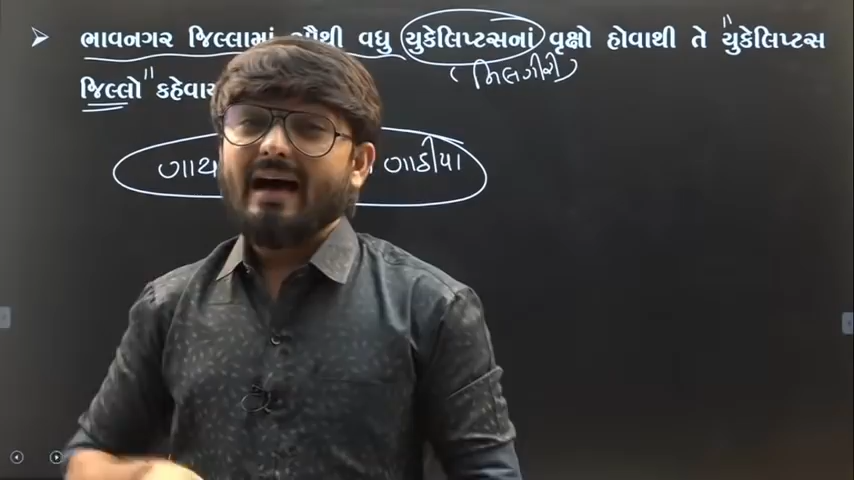 ભાવનગર જિલ્લામાં સૌથી વધુ યુકેલિપ્ટસનાં વૃક્ષો હોવાથી તે "યુકેલિપ્ટસ
જિલ્લો" કહેવાય
(નિલગીરી)